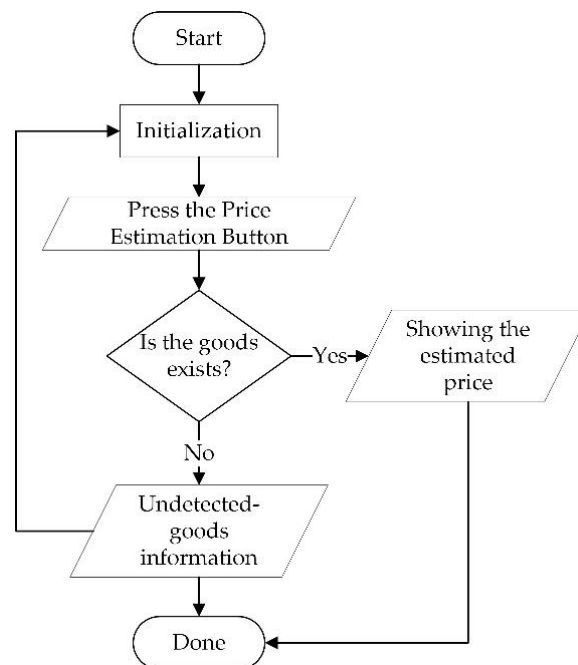 Start
Initialization
Press the Price
Estimation Button
Is the goods
exists?
Yes
Showing the
estimated
price
No
Undetected-
goods
information
Done